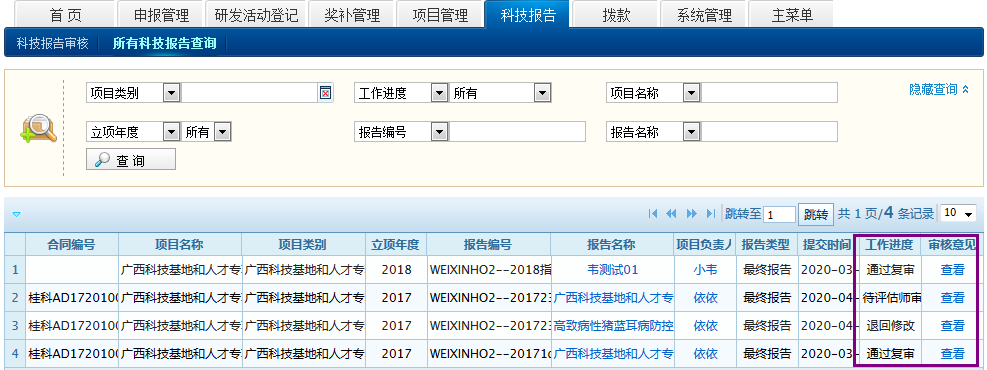 首 页 申报管理 研发活动登记 奖补管理 项目管理 科技报告 拨款 系统管理 主菜单
科技报告审核 所有科技报告查询
项目类别 工作进度 所有 项目名称 隐藏查询
立项年度 所有 报告编号 报告名称
查 询
跳转至 1 跳转 共 1 页/4 条记录 10
合同编号 项目名称 项目类别 立项年度 报告编号 报告名称 项目负责人 报告类型 提交时间 工作进度 审核意见
1 广西科技基地和人才专 广西科技基地和人才专 2018 WEIXINHO2--2018指 韦测试01 小韦 最终报告 2020-03- 通过复审 查看
2 桂科AD1720100 广西科技基地和人才专 广西科技基地和人才专 2017 WEIXINHO2--201723 广西科技基地和人才专 依依 最终报告 2020-04- 待评估师审 查看
3 桂科AD1720100 广西科技基地和人才专 广西科技基地和人才专 2017 WEIXINHO2--201723 高致病性猪蓝耳病防控 依依 最终报告 2020-04- 退回修改 查看
4 桂科AD1720100 广西科技基地和人才专 广西科技基地和人才专 2017 WEIXINHO2--20171 广西科技基地和人才专 依依 最终报告 2020-03- 通过复审 查看